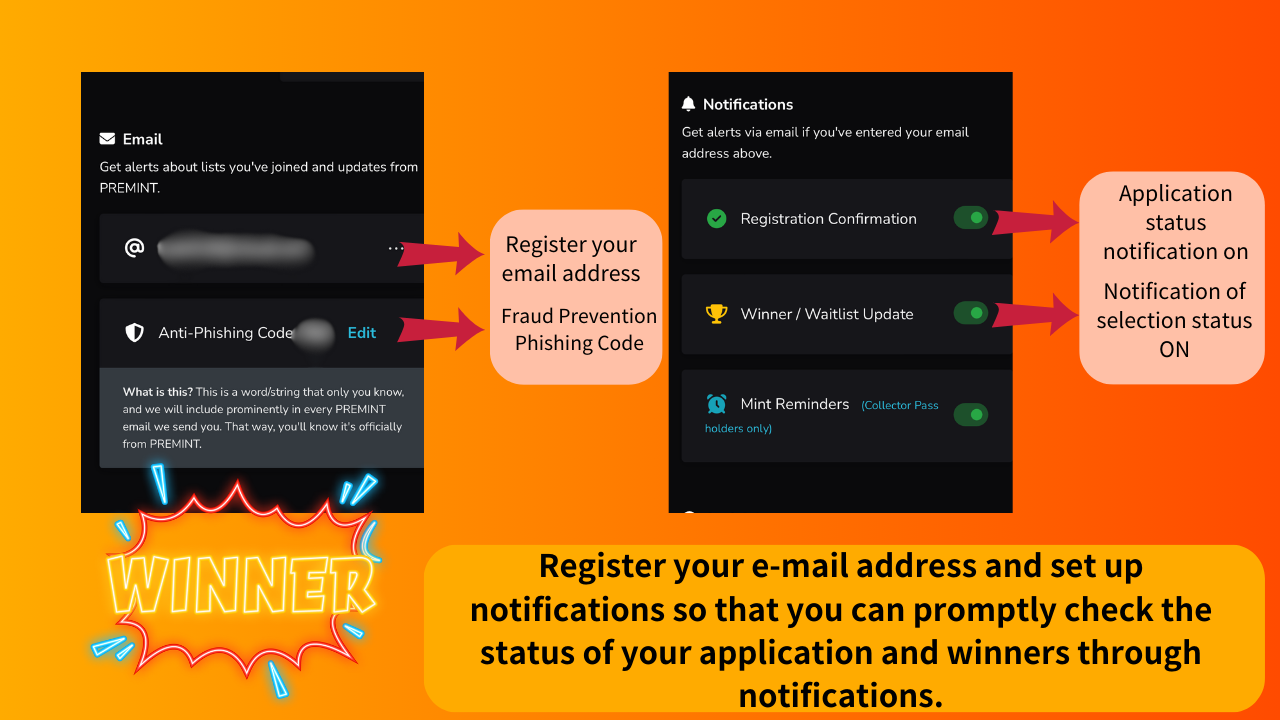 Email
Get alerts about lists you've joined and updates from
PREMINT.
Anti-Phishing Code
Edit
What is this? This is a word/string that only you know,
and we will include prominently in every PREMINT
email we send you. That way, you'll know it's officially
from PREMINT.
Register your
email address
Fraud Prevention
Phishing Code
Notifications
Get alerts via email if you've entered your email
address above.
Registration Confirmation
Winner / Waitlist Update
Mint Reminders (Collector Pass
holders only)
Application
status
notification on
Notification of
selection status
ON
WINNER
Register your e-mail address and set up
notifications so that you can promptly check the
status of your application and winners through
notifications.